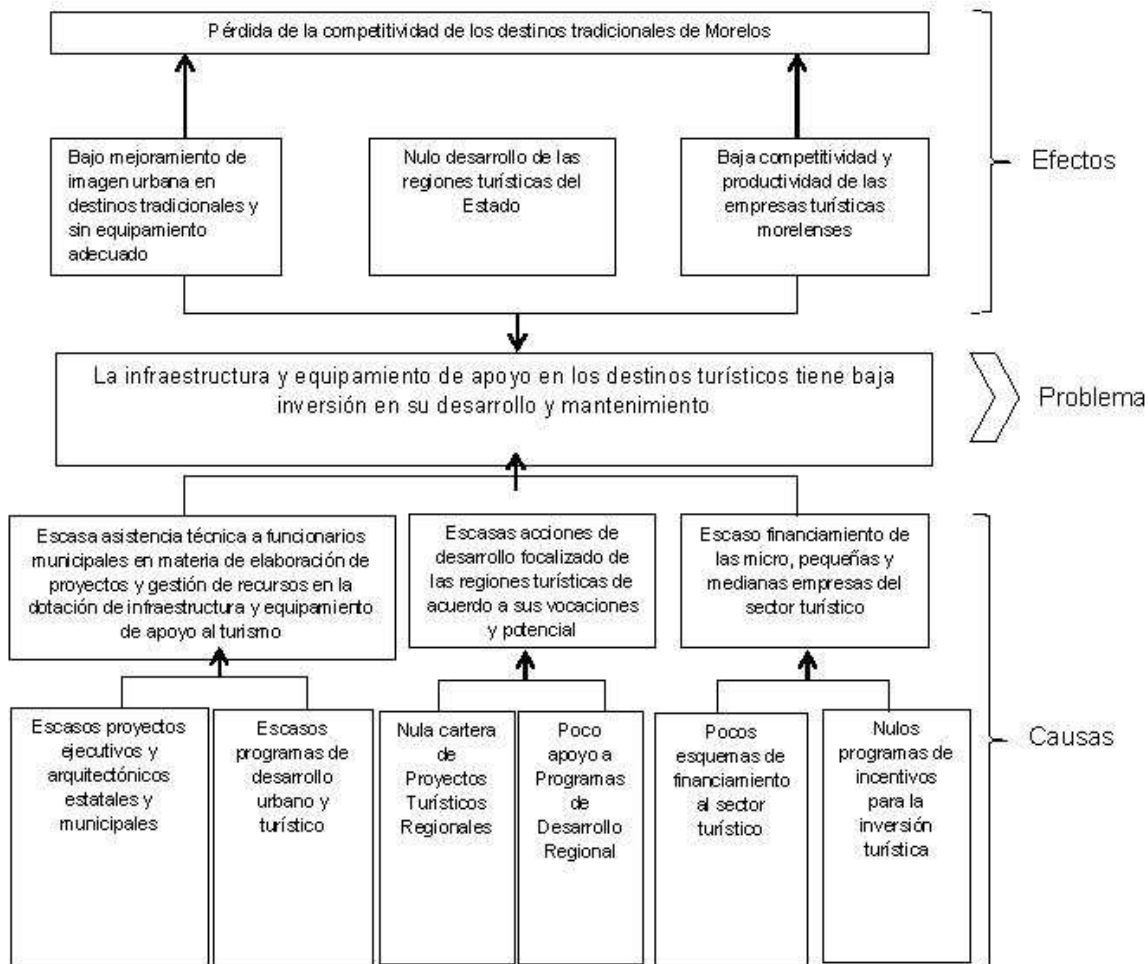 Pérdida de la competitividad de los destinos tradicionales de Morelos
Bajo mejoramiento de
imagen urbana en
destinos tradicionales y
sin equipamiento
adecuado
Nulo desarrollo de las
regiones turísticas del
Estado
Baja competitividad y
productividad de las
empresas turísticas
morelenses
Efectos
La infraestructura y equipamiento de apoyo en los destinos turísticos tiene baja
inversión en su desarrollo y mantenimiento
Problema
Escasa asistencia técnica a funcionarios
municipales en materia de elaboración de
proyectos y gestión de recursos en la
dotación de infraestructura y equipamiento
de apoyo al turismo
Escasas acciones de
desarrollo focalizado de
las regiones turísticas de
acuerdo a sus vocaciones
y potencial
Escaso financiamiento de
las micro, pequeñas y
medianas empresas del
sector turístico
Escasos proyectos
ejecutivos y
arquitectónicos
estatales y
municipales
Escasos
programas de
desarrollo
urbano y
turístico
Nula cartera
de
Proyectos
Turísticos
Regionales
Poco
apoyo a
Programas
de
Desarrollo
Regional
Pocos
esquemas de
financiamiento
al sector
turístico
Nulos
programas de
incentivos
para la
inversión
turística
Causas